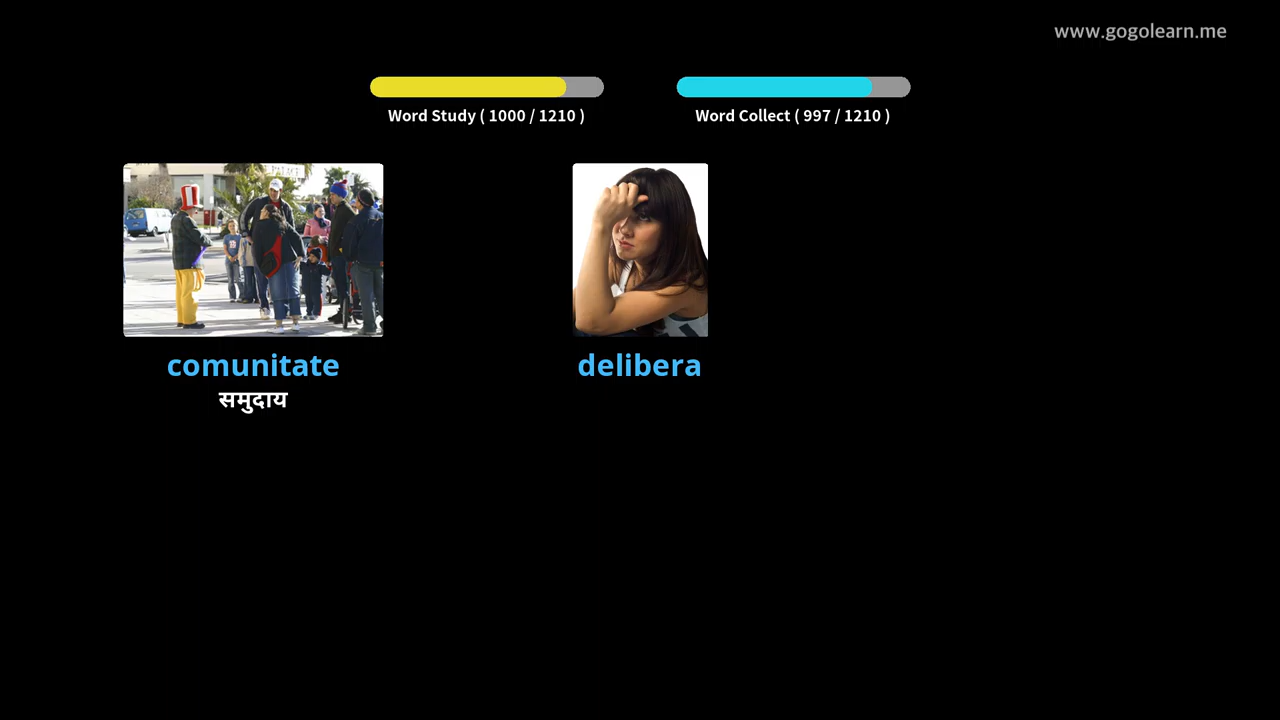 www.gogolearn.me
Word Study ( 1000 / 1210 )
Word Collect ( 997 / 1210 )
comunitate
समुदाय
delibera